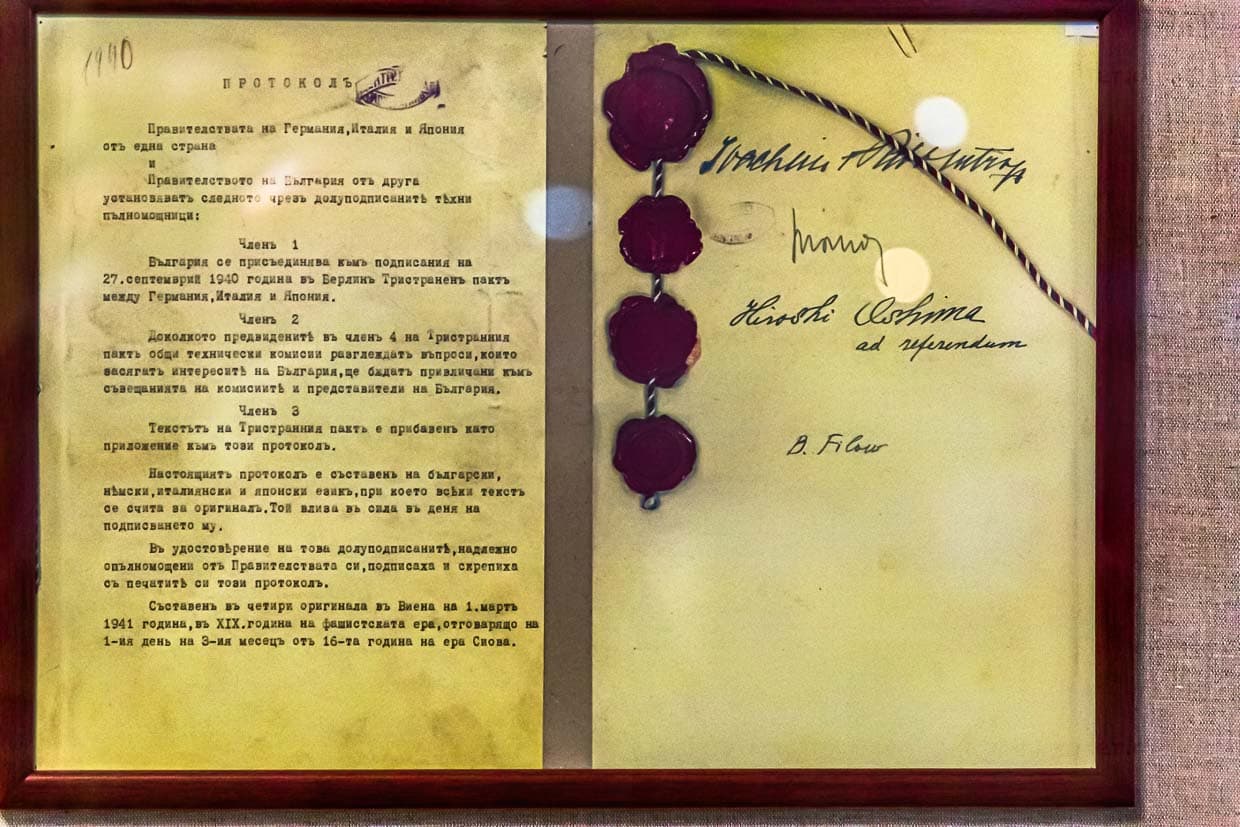 1940
ПРОТОКОЛЪ
Правителствата на Германия,Италия и Япония
отъ една страна
и
Правителството на България отъ друга
установяватъ следното чрезъ долуподписанитѣ тѣхни
пълномощници:
Членъ 1
България се присъединява къмъ подписания на
27.септемврий 1940 година въ Берлинъ Тристраненъ пактъ
между Германия,Италия и Япония.
Членъ 2
Доколкото предвиденитѣ въ членъ 4 на Тристранния
пактъ общи технически комисии разглеждатъ въпроси,които
засягатъ интереситѣ на България,ще бѫдатъ привличани къмъ
съвещанията на комисиитѣ и представители на България.
Членъ 3
Текстътъ на Тристранния пактъ е прибавенъ като
приложение къмъ този протоколъ.
Настоящиятъ протоколъ е съставенъ на български,
нѣмски,италиянски и японски езикъ,при което всѣки текстъ
се счита за оригиналъ.Той влиза въ сила въ деня на
подписването му.
Въ удостовѣрение на това долуподписанитѣ,надлежно
опълномощени отъ Правителствата си,подписаха и скрепиха
съ печатитѣ си този протоколъ.
Съставенъ въ четири оригинала въ Виена на 1.мартъ
1941 година,въ XIX.година на фашистската ера,отговарящо на
1-ия день на 3-ия месецъ отъ 16-та година на ера Сиова.
Joachim v Ribbentrop
Hiroshi Oshima
ad referendum
B. Filow